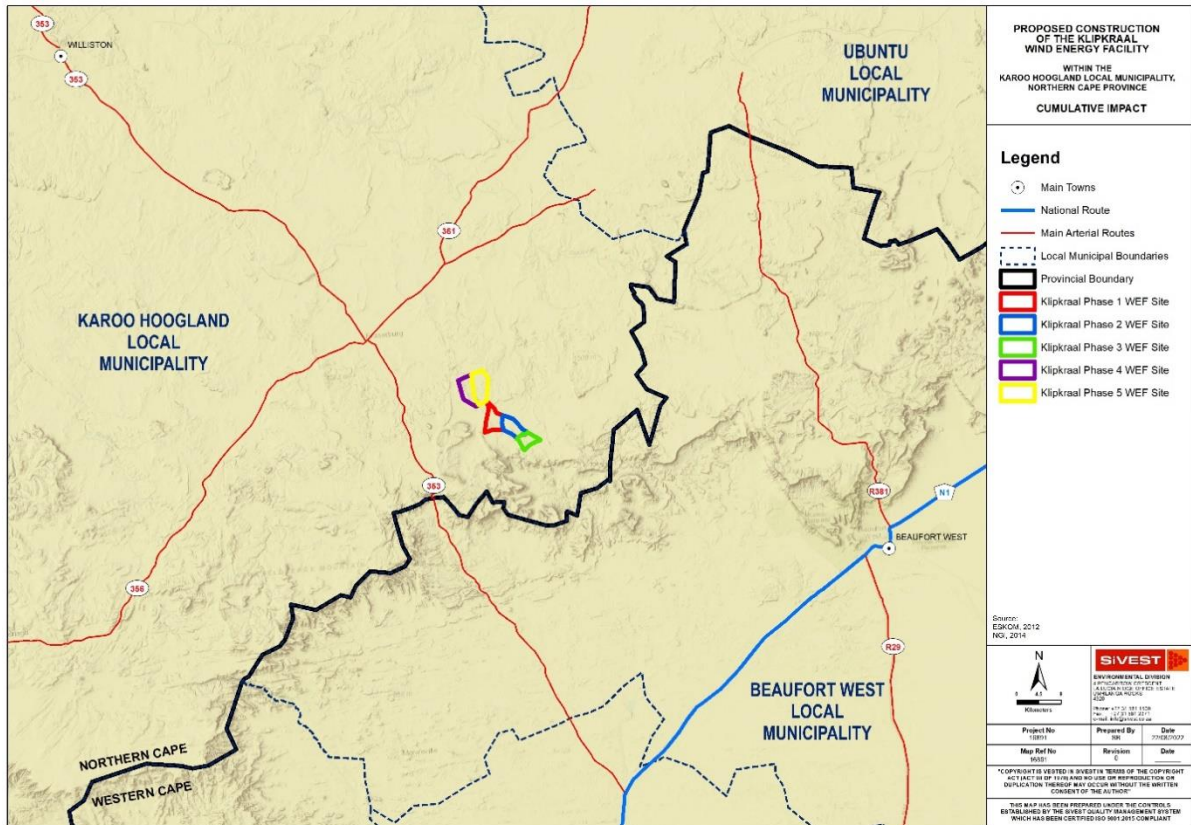 353
WILLISTON
353
UBUNTU
LOCAL
MUNICIPALITY
361
KAROO HOOGLAND
LOCAL
MUNICIPALITY
353
R381
N1
BEAUFORT WEST
356
R29
BEAUFORT WEST
LOCAL
MUNICIPALITY
NORTHERN CAPE
WESTERN CAPE
PROPOSED CONSTRUCTION
OF THE KLIPKRAAL
WIND ENERGY FACILITY
WITHIN THE
KAROO HOOGLAND LOCAL MUNICIPALITY,
NORTHERN CAPE PROVINCE
CUMULATIVE IMPACT
Legend
Main Towns
National Route
Main Arterial Routes
Local Municipal Boundaries
Provincial Boundary
Klipkraal Phase 1 WEF Site
Klipkraal Phase 2 WEF Site
Klipkraal Phase 3 WEF Site
Klipkraal Phase 4 WEF Site
Klipkraal Phase 5 WEF Site
Source:
ESKOM, 2012
NGI, 2014
N
Kilometers
SiVEST
ENVIRONMENTAL DIVISION
Project No
Prepared By
Date
Map Ref No
Revision
Date
0
"COPYRIGHT IS VESTED IN SIVEST IN TERMS OF THE COPYRIGHT
ACT (ACT 98 OF 1978) AND NO USE OR REPRODUCTION OR
DUPLICATION THEREOF MAY OCCUR WITHOUT THE WRITTEN
CONSENT OF THE AUTHOR"
THIS MAP HAS BEEN PREPARED UNDER THE CONTROLS
ESTABLISHED BY THE SIVEST QUALITY MANAGEMENT SYSTEM
WHICH HAS BEEN CERTIFIED ISO 9001:2015 COMPLIANT